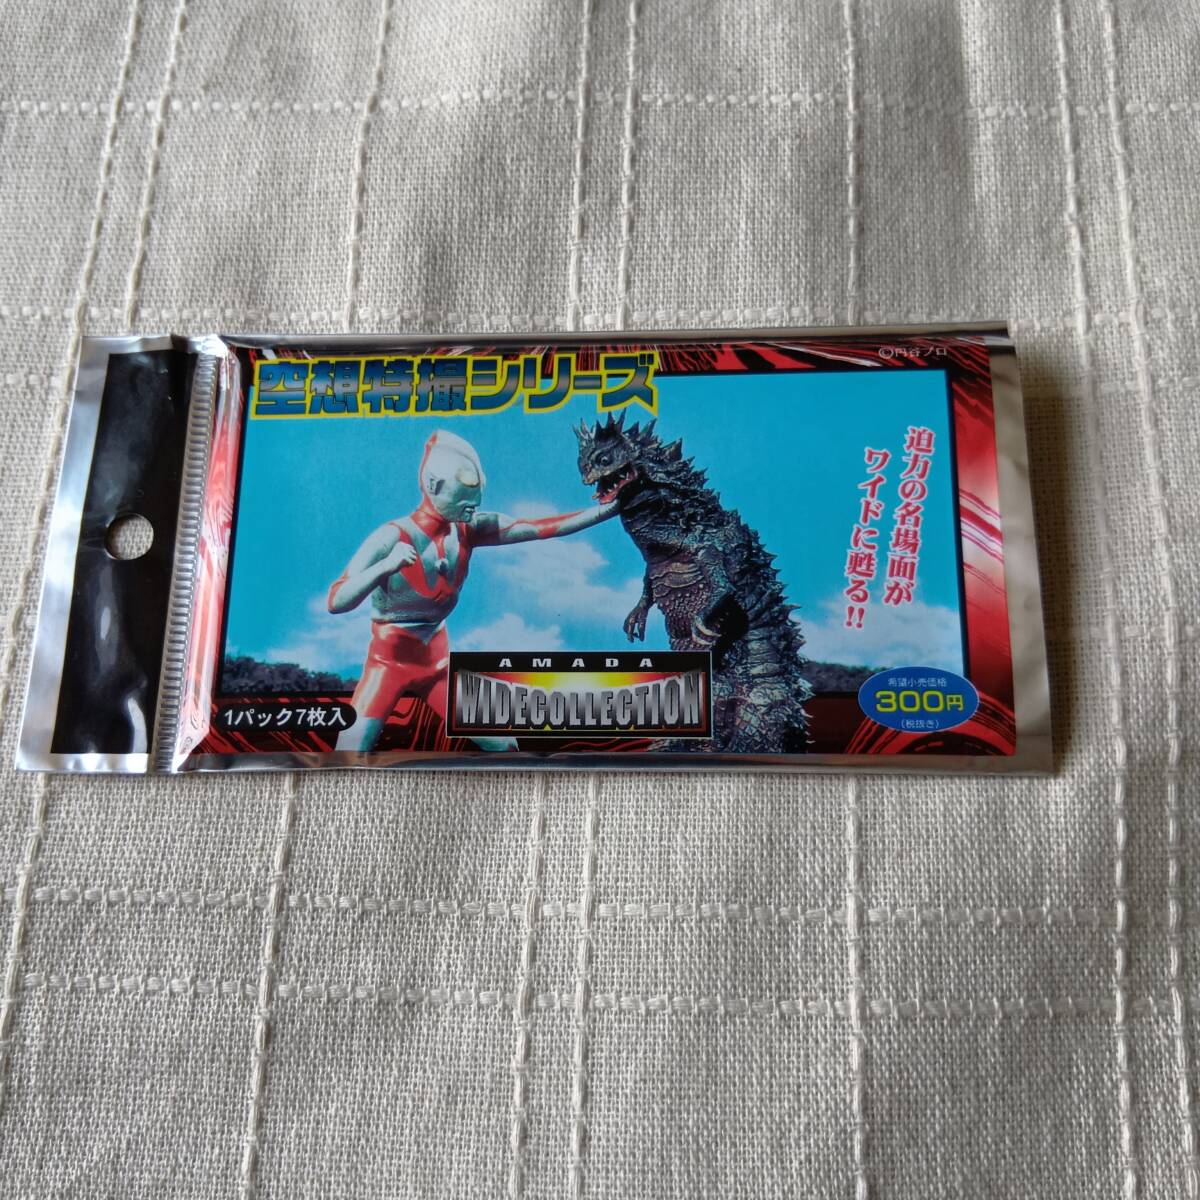 ©円谷プロ
空想特撮シリーズ
迫力の名場面が
ワイドに甦る!!
AMADA
WIDECOLLECTION
1パック7枚入
希望小売価格
300円
(税抜き)